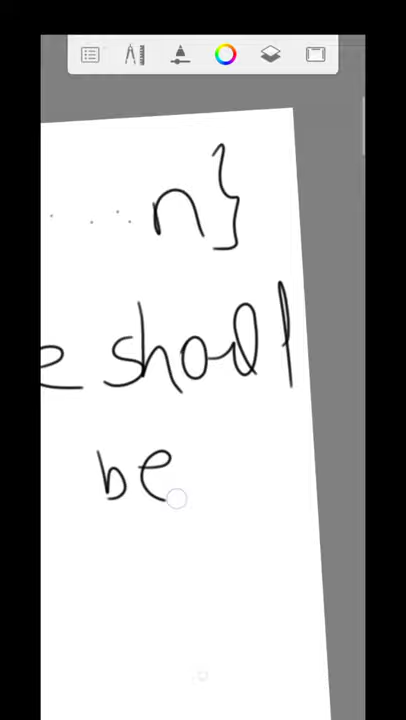 .... n}
e shall
be